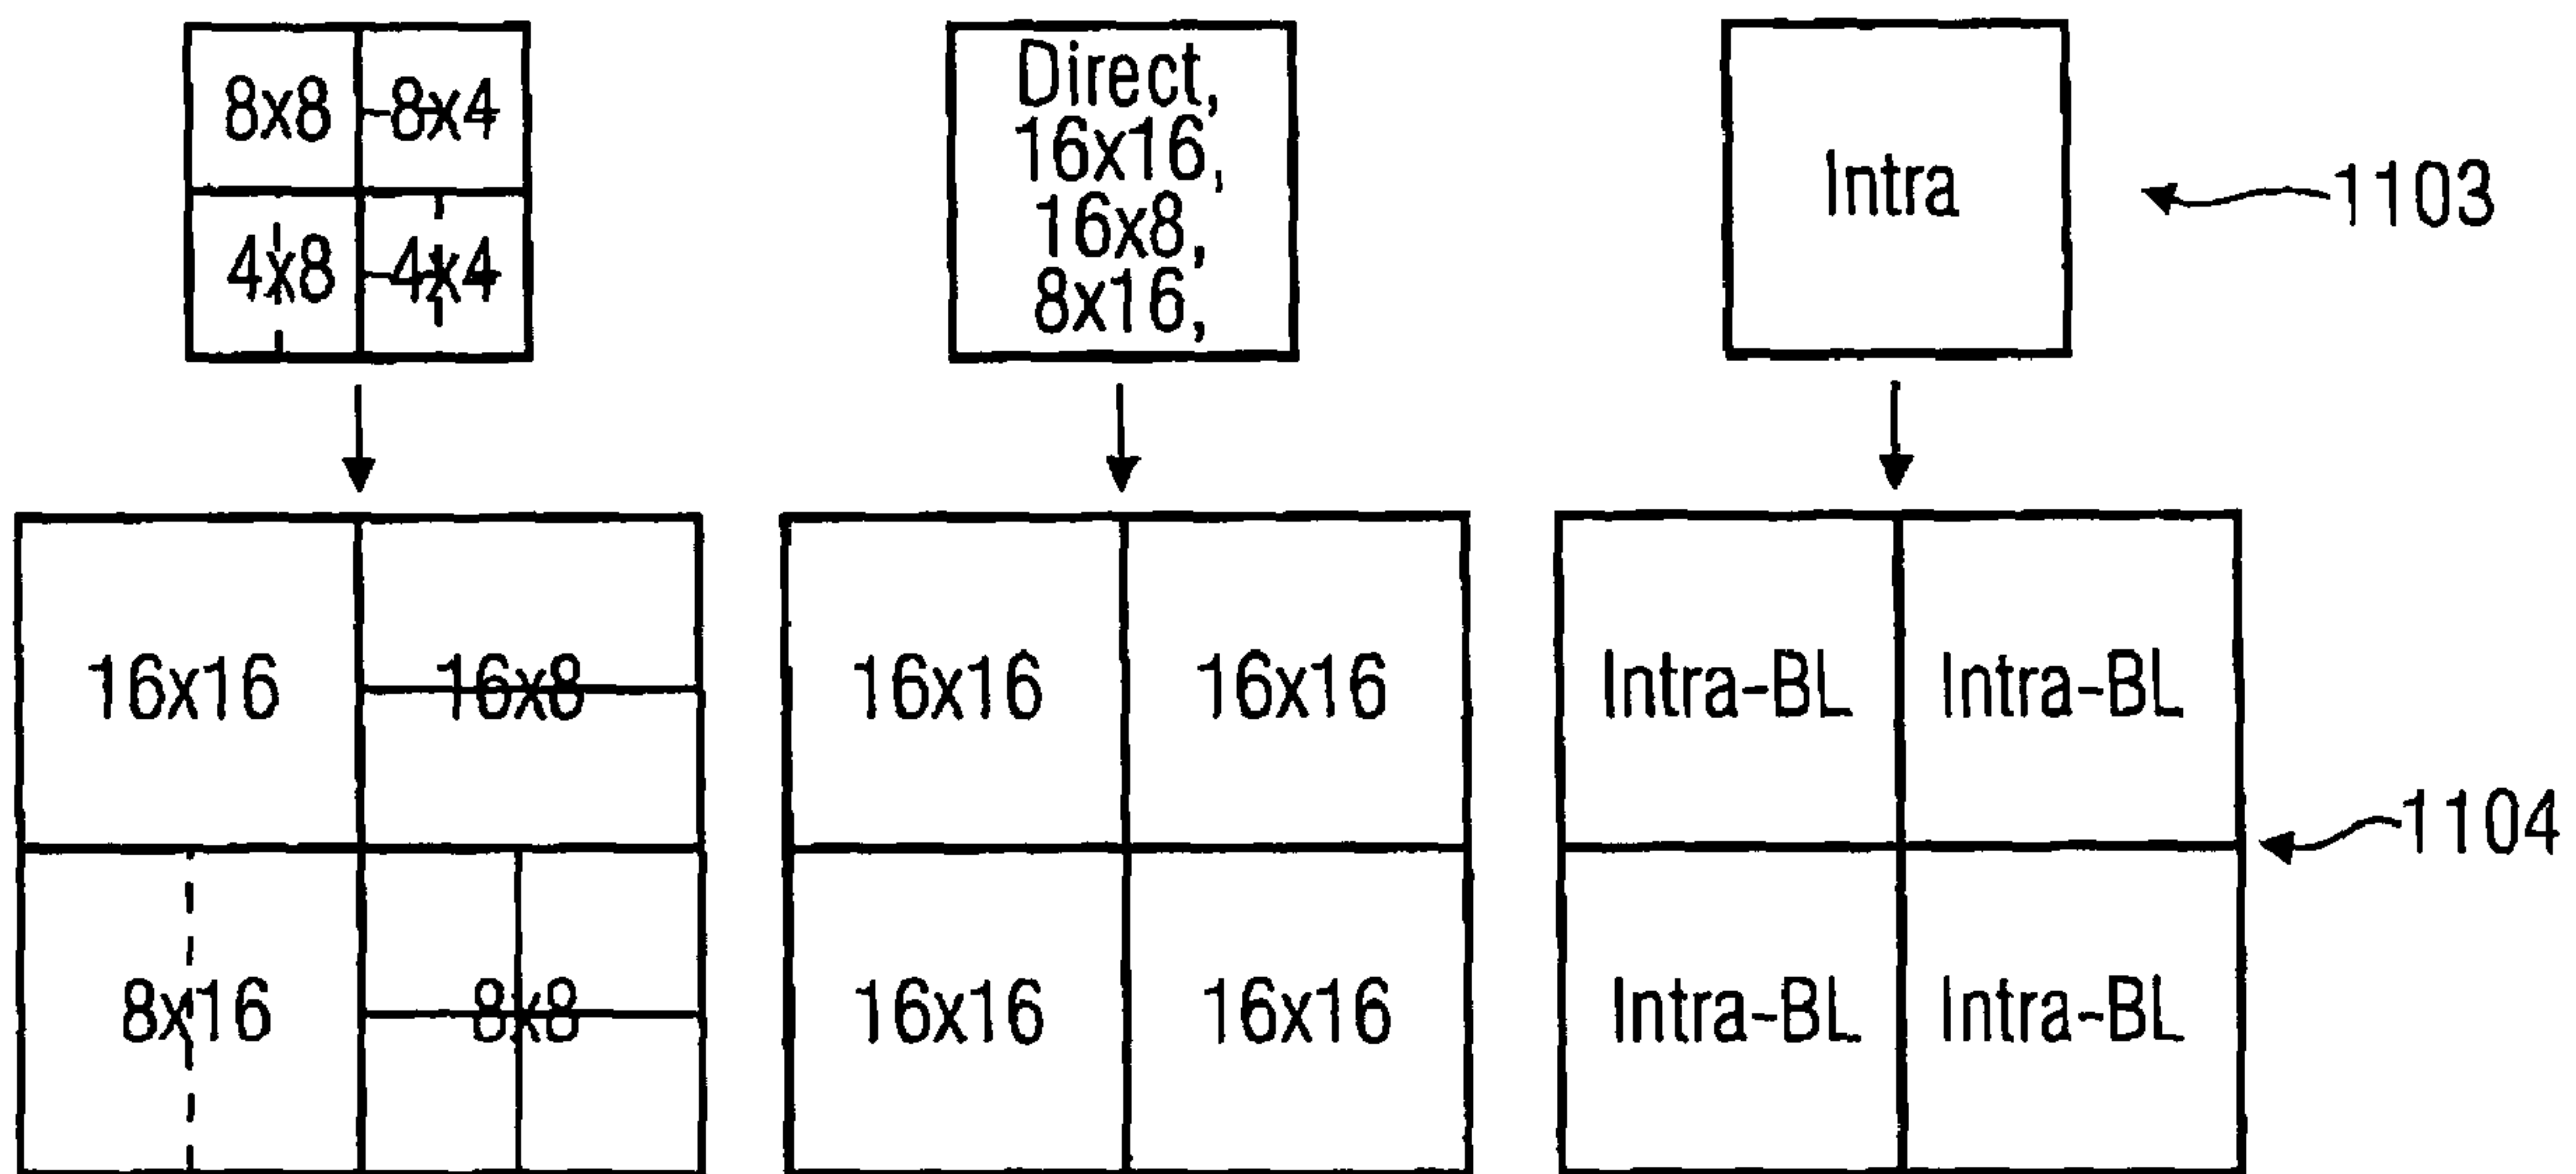 8x8 8x4
4x8 4x4
Direct,
16x16,
16x8,
8x16,
Intra
1103
16x16 16x8
8x16 8x8
16x16 16x16
16x16 16x16
Intra-BL Intra-BL
Intra-BL Intra-BL
1104